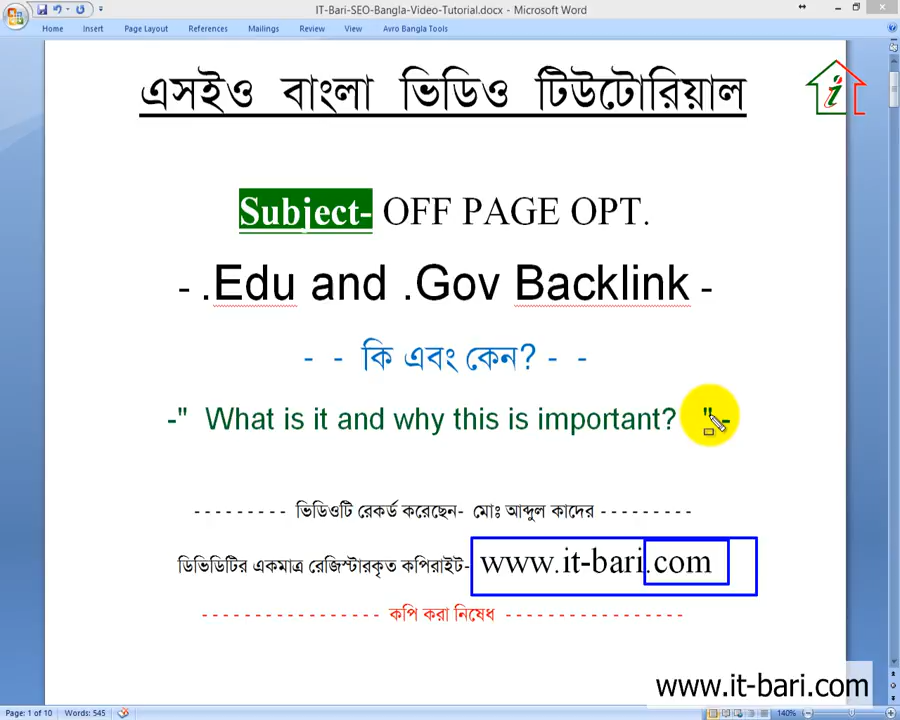 IT-Bari-SEO-Bangla-Video-Tutorial.docx - Microsoft Word
Home Insert Page Layout References Mailings Review View Avro Bangla Tools
এসইও বাংলা ভিডিও টিউটোরিয়াল
Subject- OFF PAGE OPT.
- .Edu and .Gov Backlink -
- - কি এবং কেন? - -
-" What is it and why this is important? "-
- - - - - - - - - ভিডিওটি রেকর্ড করেছেন- মোঃ আব্দুল কাদের - - - - - - - - -
ডিভিডিটির একমাত্র রেজিস্টারকৃত কপিরাইট- www.it-bari.com
- - - - - - - - - - - - - - - - - কপি করা নিষেধ - - - - - - - - - - - - - - - - -
www.it-bari.com
Page: 1 of 10 Words: 545 140%